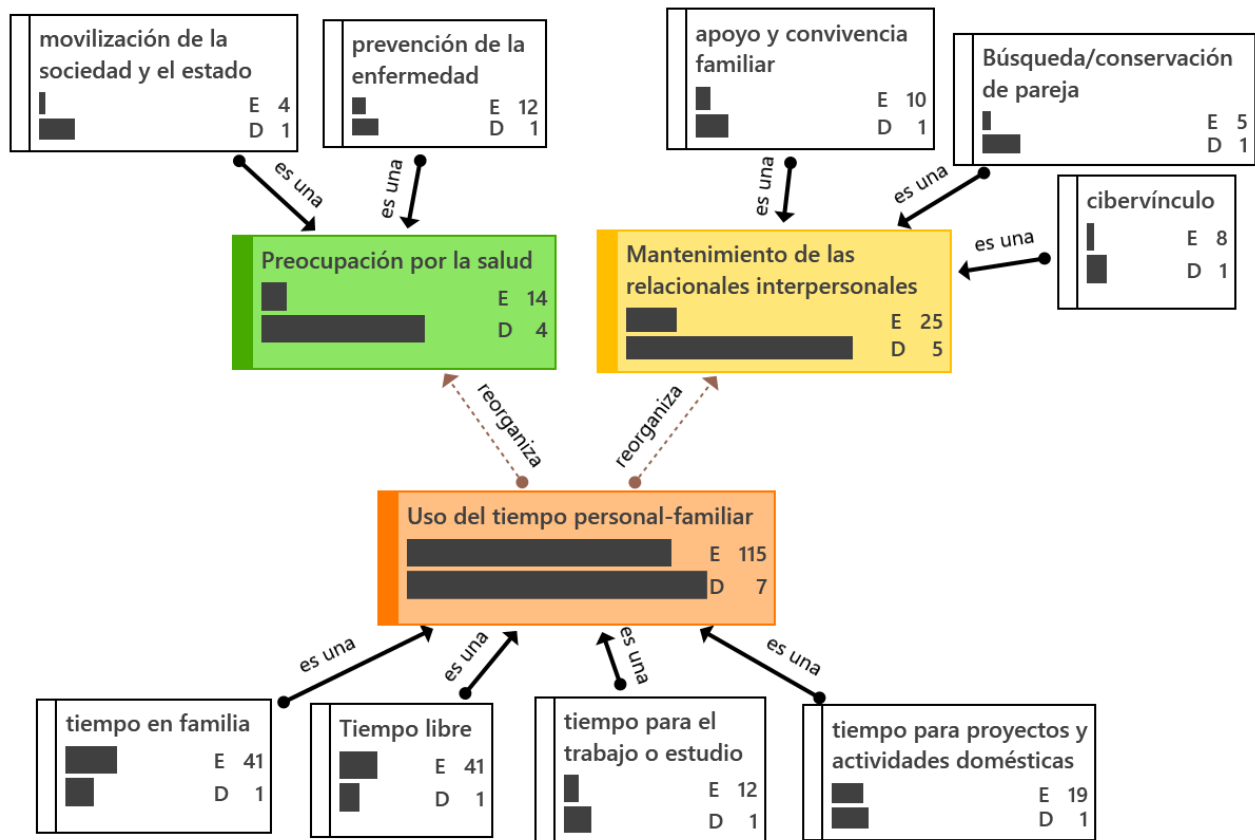 movilización de la
sociedad y el estado
E 4
D 1
prevención de la
enfermedad
E 12
D 1
apoyo y convivencia
familiar
E 10
D 1
Búsqueda/conservación
de pareja
E 5
D 1
cibervínculo
E 8
D 1
es una
es una
es una
es una
es una
Preocupación por la salud
E 14
D 4
Mantenimiento de las
relacionales interpersonales
E 25
D 5
reorganiza
reorganiza
Uso del tiempo personal-familiar
E 115
D 7
es una
es una
es una
es una
tiempo en familia
E 41
D 1
Tiempo libre
E 41
D 1
tiempo para el
trabajo o estudio
E 12
D 1
tiempo para proyectos y
actividades domésticas
E 19
D 1